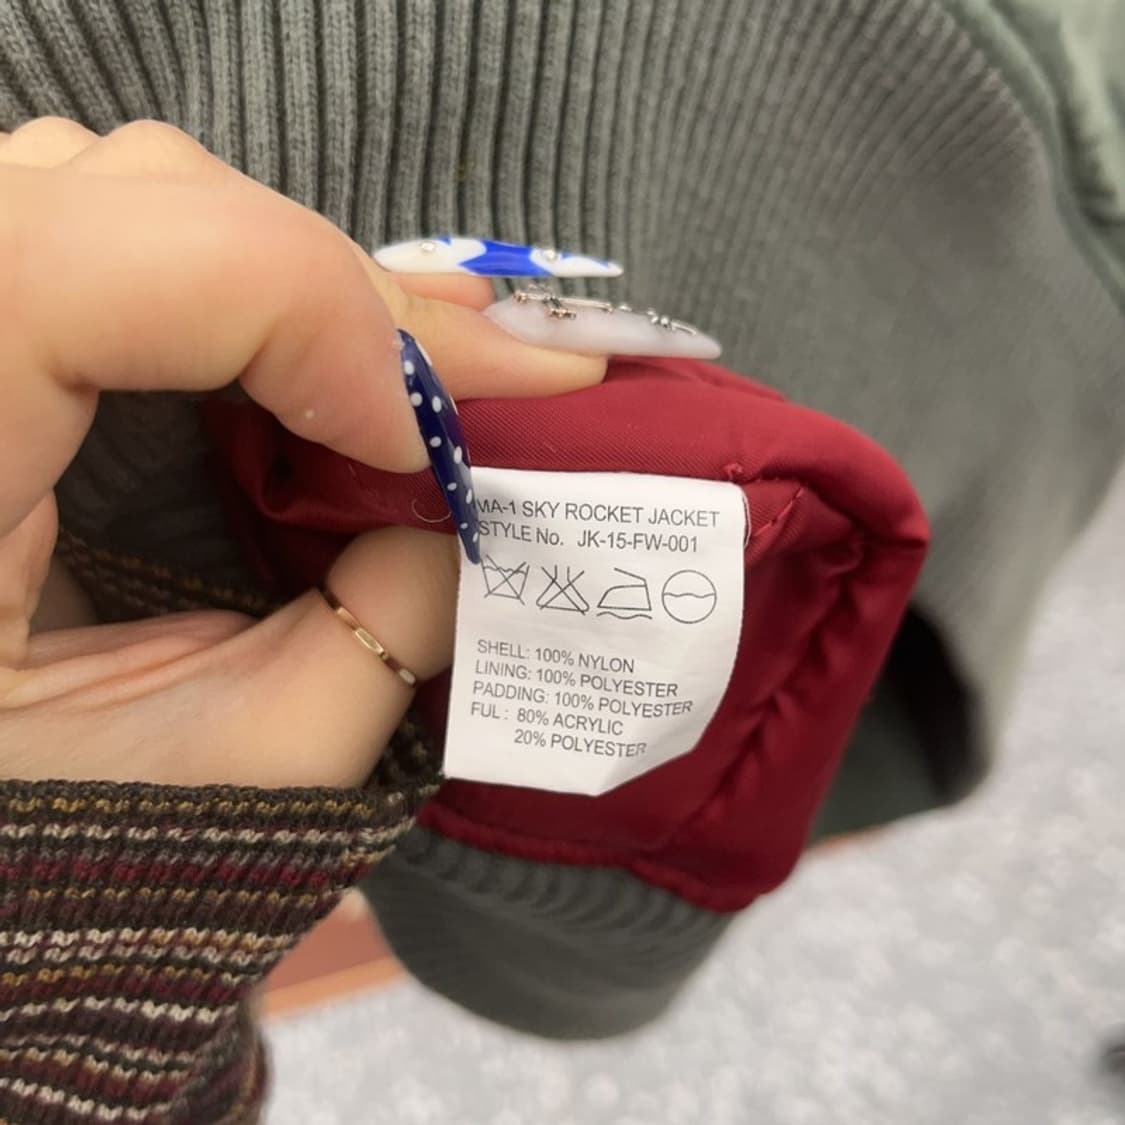 MA-1 SKY ROCKET JACKET
STYLE No. JK-15-FW-001
SHELL: 100% NYLON
LINING: 100% POLYESTER
PADDING: 100% POLYESTER
FUL : 80% ACRYLIC
20% POLYESTER